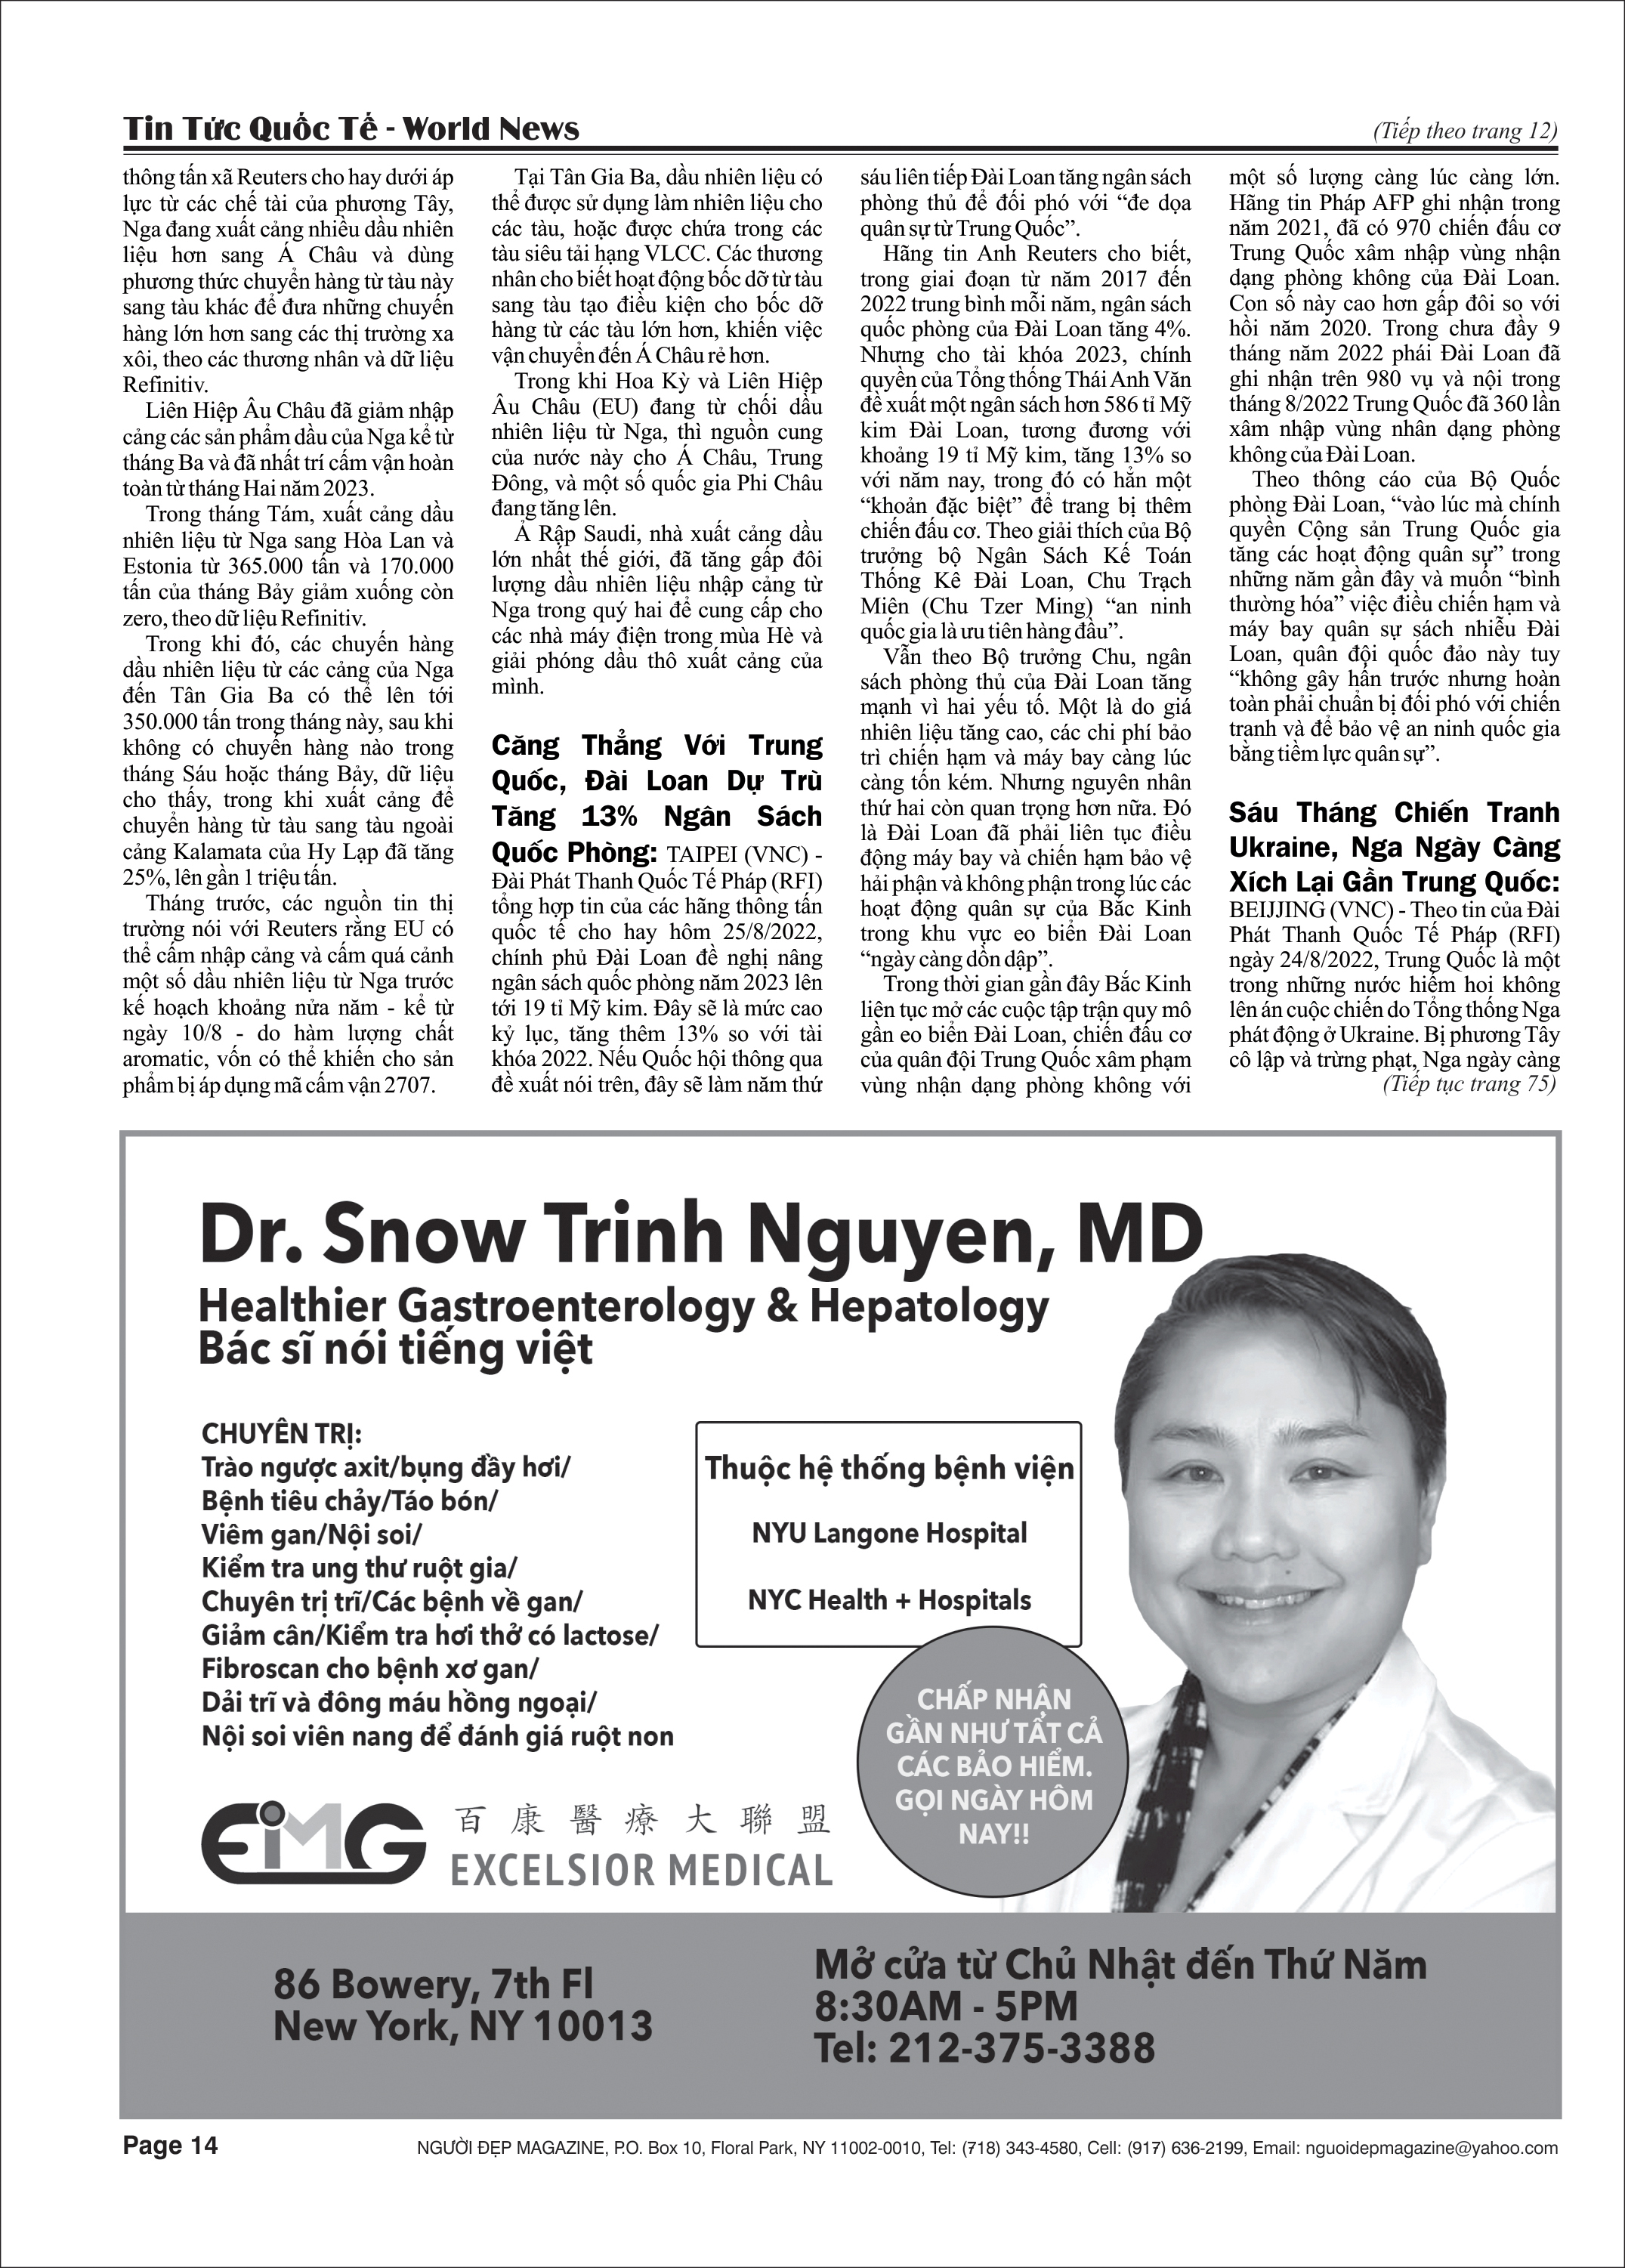 Tin Tức Quốc Tế - World News
(Tiếp theo trang 12)
thông tấn xã Reuters cho hay dưới áp
lực từ các chế tài của phương Tây,
Nga đang xuất cảng nhiều dầu nhiên
liệu hơn sang Á Châu và dùng
phương thức chuyển hàng từ tàu này
sang tàu khác để đưa những chuyến
hàng lớn hơn sang các thị trường xa
xôi, theo các thương nhân và dữ liệu
Refinitiv.
Liên Hiệp Âu Châu đã giảm nhập
cảng các sản phẩm dầu của Nga kể từ
tháng Ba và đã nhất trí cấm vận hoàn
toàn từ tháng Hai năm 2023.
Trong tháng Tám, xuất cảng dầu
nhiên liệu từ Nga sang Hòa Lan và
Estonia từ 365.000 tấn và 170.000
tấn của tháng Bảy giảm xuống còn
zero, theo dữ liệu Refinitiv.
Trong khi đó, các chuyến hàng
dầu nhiên liệu từ các cảng của Nga
đến Tân Gia Ba có thể lên tới
350.000 tấn trong tháng này, sau khi
không có chuyến hàng nào trong
tháng Sáu hoặc tháng Bảy, dữ liệu
cho thấy, trong khi xuất cảng để
chuyển hàng từ tàu sang tàu ngoài
cảng Kalamata của Hy Lạp đã tăng
25%, lên gần 1 triệu tấn.
Tháng trước, các nguồn tin thị
trường nói với Reuters rằng EU có
thể cấm nhập cảng và cấm quá cảnh
một số dầu nhiên liệu từ Nga trước
kế hoạch khoảng nửa năm - kể từ
ngày 10/8 - do hàm lượng chất
aromatic, vốn có thể khiến cho sản
phẩm bị áp dụng mã cấm vận 2707.
Tại Tân Gia Ba, dầu nhiên liệu có
thể được sử dụng làm nhiên liệu cho
các tàu, hoặc được chứa trong các
tàu siêu tải hạng VLCC. Các thương
nhân cho biết hoạt động bốc dỡ từ tàu
sang tàu tạo điều kiện cho bốc dỡ
hàng từ các tàu lớn hơn, khiến việc
vận chuyển đến Á Châu rẻ hơn.
Trong khi Hoa Kỳ và Liên Hiệp
Âu Châu (EU) đang từ chối dầu
nhiên liệu từ Nga, thì nguồn cung
của nước này cho Á Châu, Trung
Đông, và một số quốc gia Phi Châu
đang tăng lên.
Ả Rập Saudi, nhà xuất cảng dầu
lớn nhất thế giới, đã tăng gấp đôi
lượng dầu nhiên liệu nhập cảng từ
Nga trong quý hai để cung cấp cho
các nhà máy điện trong mùa Hè và
giải phóng dầu thô xuất cảng của
mình.
Căng Thẳng Với Trung
Quốc, Đài Loan Dự Trù
Tăng 13% Ngân Sách
Quốc Phòng: TAIPEI (VNC) -
Đài Phát Thanh Quốc Tế Pháp (RFI)
tổng hợp tin của các hãng thông tấn
quốc tế cho hay hôm 25/8/2022,
chính phủ Đài Loan đề nghị nâng
ngân sách quốc phòng năm 2023 lên
tới 19 tỉ Mỹ kim. Đây sẽ là mức cao
kỷ lục, tăng thêm 13% so với tài
khóa 2022. Nếu Quốc hội thông qua
đề xuất nói trên, đây sẽ làm năm thứ
sáu liên tiếp Đài Loan tăng ngân sách
phòng thủ để đối phó với “đe dọa
quân sự từ Trung Quốc”.
Hãng tin Anh Reuters cho biết,
trong giai đoạn từ năm 2017 đến
2022 trung bình mỗi năm, ngân sách
quốc phòng của Đài Loan tăng 4%.
Nhưng cho tài khóa 2023, chính
quyền của Tổng thống Thái Anh Văn
đề xuất một ngân sách hơn 586 tỉ Mỹ
kim Đài Loan, tương đương với
khoảng 19 tỉ Mỹ kim, tăng 13% so
với năm nay, trong đó có hẳn một
“khoản đặc biệt” để trang bị thêm
chiến đấu cơ. Theo giải thích của Bộ
trưởng bộ Ngân Sách Kế Toán
Thống Kê Đài Loan, Chu Trạch
Miên (Chu Tzer Ming) “an ninh
quốc gia là ưu tiên hàng đầu”.
Vẫn theo Bộ trưởng Chu, ngân
sách phòng thủ của Đài Loan tăng
mạnh vì hai yếu tố. Một là do giá
nhiên liệu tăng cao, các chi phí bảo
trì chiến hạm và máy bay càng lúc
càng tốn kém. Nhưng nguyên nhân
thứ hai còn quan trọng hơn nữa. Đó
là Đài Loan đã phải liên tục điều
động máy bay và chiến hạm bảo vệ
hải phận và không phận trong lúc các
hoạt động quân sự của Bắc Kinh
trong khu vực eo biển Đài Loan
“ngày càng dồn dập”.
Trong thời gian gần đây Bắc Kinh
liên tục mở các cuộc tập trận quy mô
gần eo biển Đài Loan, chiến đấu cơ
của quân đội Trung Quốc xâm phạm
vùng nhận dạng phòng không với
một số lượng càng lúc càng lớn.
Hãng tin Pháp AFP ghi nhận trong
năm 2021, đã có 970 chiến đấu cơ
Trung Quốc xâm nhập vùng nhận
dạng phòng không của Đài Loan.
Con số này cao hơn gấp đôi so với
hồi năm 2020. Trong chưa đầy 9
tháng năm 2022 phái Đài Loan đã
ghi nhận trên 980 vụ và nội trong
tháng 8/2022 Trung Quốc đã 360 lần
xâm nhập vùng nhân dạng phòng
không của Đài Loan.
Theo thông cáo của Bộ Quốc
phòng Đài Loan, “vào lúc mà chính
quyền Cộng sản Trung Quốc gia
tăng các hoạt động quân sự” trong
những năm gần đây và muốn “bình
thường hóa” việc điều chiến hạm và
máy bay quân sự sách nhiễu Đài
Loan, quân đội quốc đảo này tuy
“không gây hấn trước nhưng hoàn
toàn phải chuẩn bị đối phó với chiến
tranh và để bảo vệ an ninh quốc gia
bằng tiềm lực quân sự”.
Sáu Tháng Chiến Tranh
Ukraine, Nga Ngày Càng
Xích Lại Gần Trung Quốc:
BEIJJING (VNC) - Theo tin của Đài
Phát Thanh Quốc Tế Pháp (RFI)
ngày 24/8/2022, Trung Quốc là một
trong những nước hiếm hoi không
lên án cuộc chiến do Tổng thống Nga
phát động ở Ukraine. Bị phương Tây
cô lập và trừng phạt, Nga ngày càng
(Tiếp tục trang 75)
Dr. Snow Trinh Nguyen, MD
Healthier Gastroenterology & Hepatology
Bác sĩ nói tiếng việt
CHUYÊN TRỊ:
Trào ngược axit/bụng đầy hơi/
Bệnh tiêu chảy/Táo bón/
Viêm gan/Nội soi/
Kiểm tra ung thư ruột gia/
Chuyên trị trĩ/Các bệnh về gan/
Giảm cân/Kiểm tra hơi thở có lactose/
Fibroscan cho bệnh xơ gan/
Dải trĩ và đông máu hồng ngoại/
Nội soi viên nang để đánh giá ruột non
Thuộc hệ thống bệnh viện
NYU Langone Hospital
NYC Health + Hospitals
CHẤP NHẬN
GẦN NHƯ TẤT CẢ
CÁC BẢO HIỂM.
GỌI NGÀY HÔM
NAY!!
EIMG
百康醫療大聯盟
EXCELSIOR MEDICAL
86 Bowery, 7th Fl
New York, NY 10013
Mở cửa từ Chủ Nhật đến Thứ Năm
8:30AM - 5PM
Tel: 212-375-3388
Page 14
NGƯỜI ĐẸP MAGAZINE, P.O. Box 10, Floral Park, NY 11002-0010, Tel: (718) 343-4580, Cell: (917) 636-2199, Email: nguoidepmagazine@yahoo.com